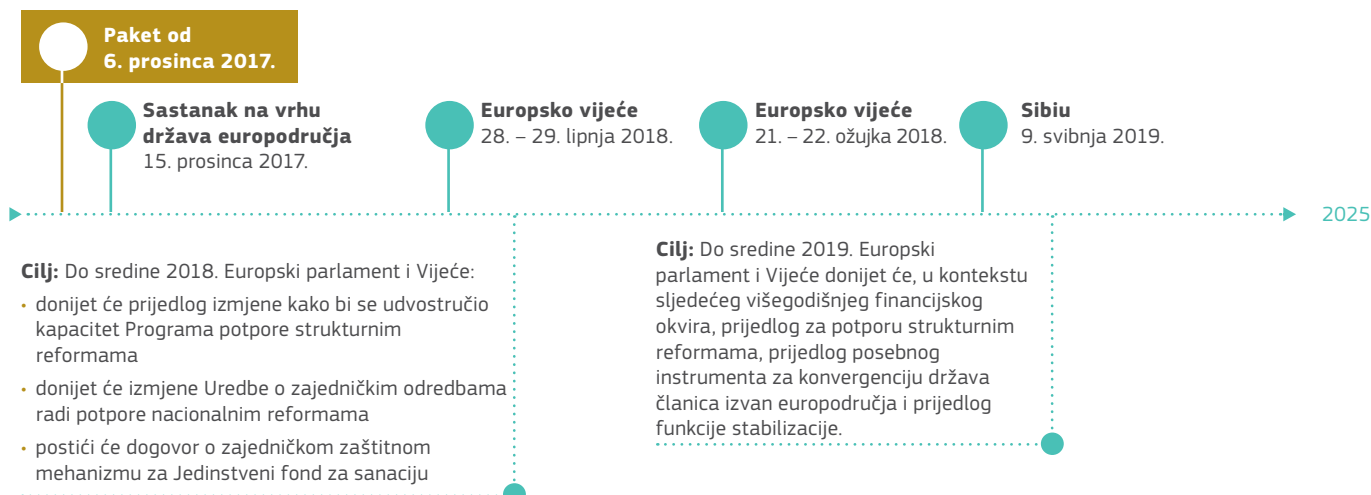 Paket od
6. prosinca 2017.
Sastanak na vrhu
država europodručja
15. prosinca 2017.
Europsko vijeće
28. – 29. lipnja 2018.
Europsko vijeće
21. – 22. ožujka 2018.
Sibiu
9. svibnja 2019.
2025
Cilj: Do sredine 2018. Europski parlament i Vijeće:
• donijet će prijedlog izmjene kako bi se udvostručio
kapacitet Programa potpore strukturnim
reformama
• donijet će izmjene Uredbe o zajedničkim odredbama
radi potpore nacionalnim reformama
• postići će dogovor o zajedničkom zaštitnom
mehanizmu za Jedinstveni fond za sanaciju
Cilj: Do sredine 2019. Europski
parlament i Vijeće donijet će, u kontekstu
sljedećeg višegodišnjeg financijskog
okvira, prijedlog za potporu strukturnim
reformama, prijedlog posebnog
instrumenta za konvergenciju država
članica izvan europodručja i prijedlog
funkcije stabilizacije.